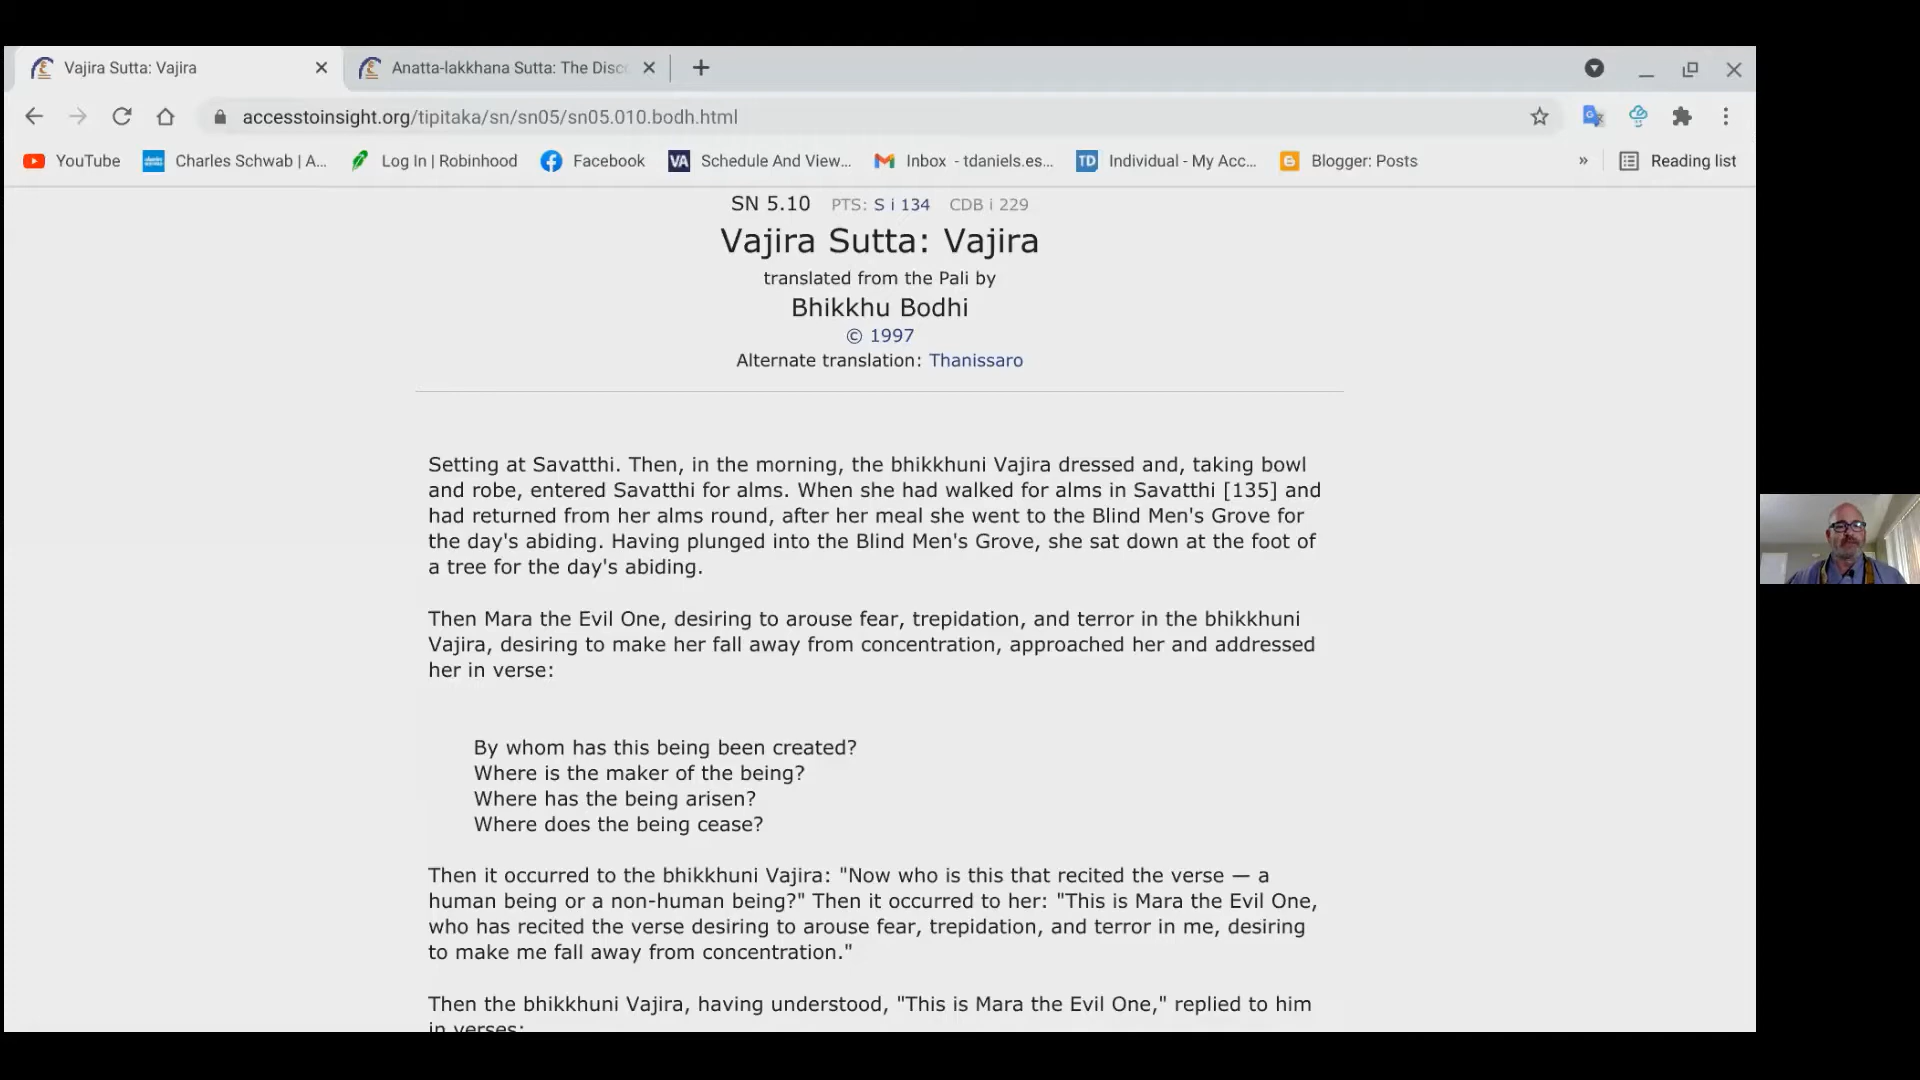 Vajira Sutta: Vajira
Anatta-lakkhana Sutta: The Disc
accesstoinsight.org/tipitaka/sn/sn05/sn05.010.bodh.html
YouTube
Charles Schwab | A...
Log In | Robinhood
Facebook
VA Schedule And View...
Inbox - tdaniels.es...
TD Individual - My Acc...
Blogger: Posts
»
Reading list
SN 5.10 PTS: S i 134 CDB i 229
Vajira Sutta: Vajira
translated from the Pali by
Bhikkhu Bodhi
© 1997
Alternate translation: Thanissaro
Setting at Savatthi. Then, in the morning, the bhikkhuni Vajira dressed and, taking bowl
and robe, entered Savatthi for alms. When she had walked for alms in Savatthi [135] and
had returned from her alms round, after her meal she went to the Blind Men's Grove for
the day's abiding. Having plunged into the Blind Men's Grove, she sat down at the foot of
a tree for the day's abiding.
Then Mara the Evil One, desiring to arouse fear, trepidation, and terror in the bhikkhuni
Vajira, desiring to make her fall away from concentration, approached her and addressed
her in verse:
By whom has this being been created?
Where is the maker of the being?
Where has the being arisen?
Where does the being cease?
Then it occurred to the bhikkhuni Vajira: "Now who is this that recited the verse — a
human being or a non-human being?" Then it occurred to her: "This is Mara the Evil One,
who has recited the verse desiring to arouse fear, trepidation, and terror in me, desiring
to make me fall away from concentration."
Then the bhikkhuni Vajira, having understood, "This is Mara the Evil One," replied to him
in verses: